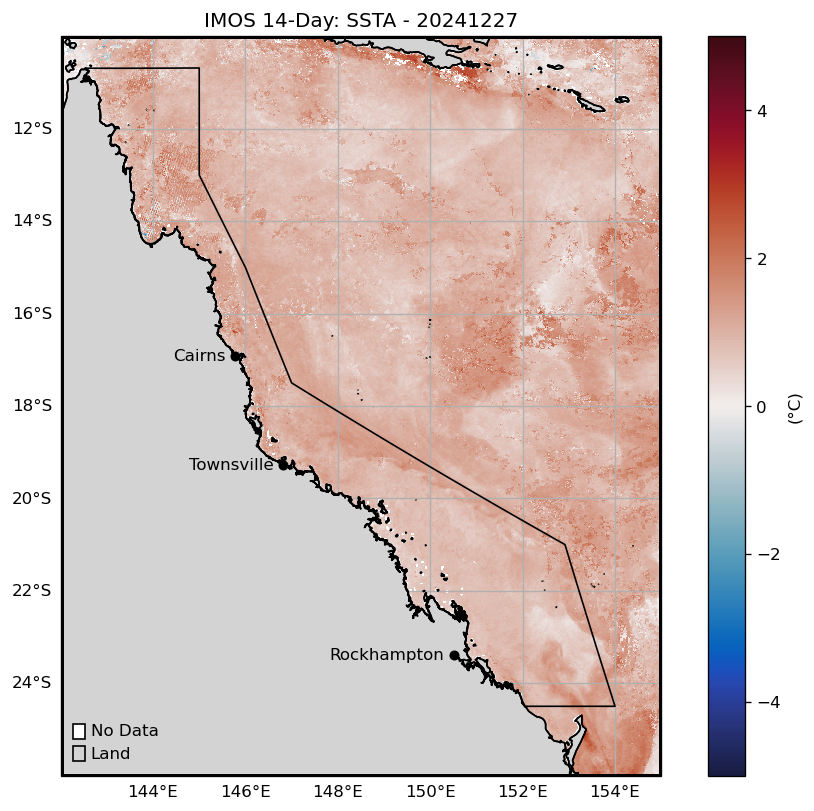 IMOS 14-Day: SSTA - 20241227
12°S
14°S
16°S
18°S
20°S
22°S
24°S
Cairns
Townsville
Rockhampton
No Data
Land
144°E 146°E 148°E 150°E 152°E 154°E
4
2
0
−2
−4
(°C)